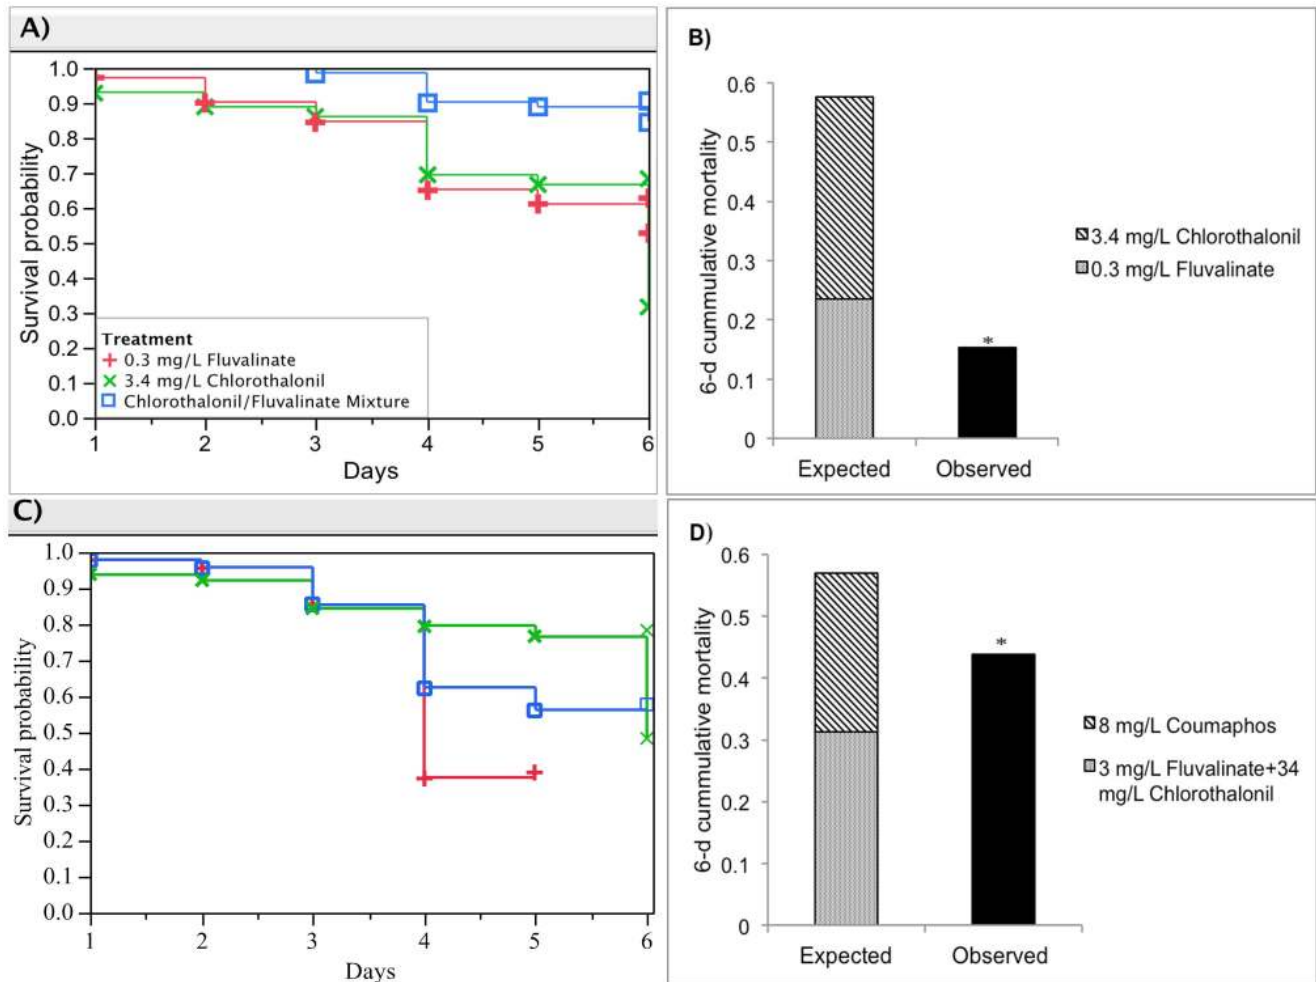 A)
Survival probability
1.0
0.9
0.8
0.7
0.6
0.5
0.4
0.3
0.2
0.1
0.0
Treatment
0.3 mg/L Fluvalinate
3.4 mg/L Chlorothalonil
Chlorothalonil/Fluvalinate Mixture
1 2 3 4 5 6
Days
B)
6-d cummulative mortality
0.6
0.5
0.4
0.3
0.2
0.1
0
*
3.4 mg/L Chlorothalonil
0.3 mg/L Fluvalinate
Expected Observed
C)
Survival probability
1.0
0.9
0.8
0.7
0.6
0.5
0.4
0.3
0.2
0.1
0.0
1 2 3 4 5 6
Days
D)
6-d cummulative mortality
0.6
0.5
0.4
0.3
0.2
0.1
0
*
8 mg/L Coumaphos
3 mg/L Fluvalinate+34
mg/L Chlorothalonil
Expected Observed